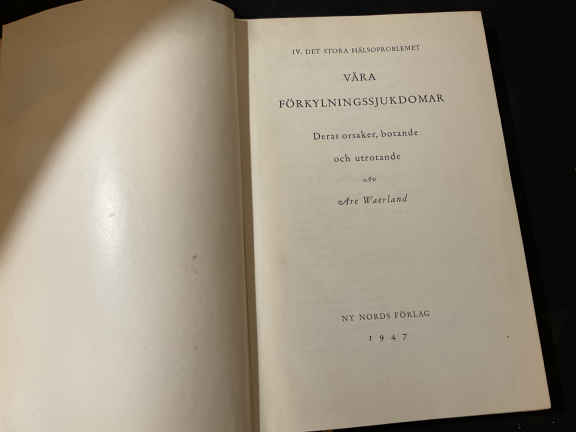 IV. DET STORA HÄLSOPROBLEMET
VÅRA
FÖRKYLNINGSSJUKDOMAR
Deras orsaker, botande
och utrotande
Av
Are Waerland
NY NORDS FÖRLAG
1947